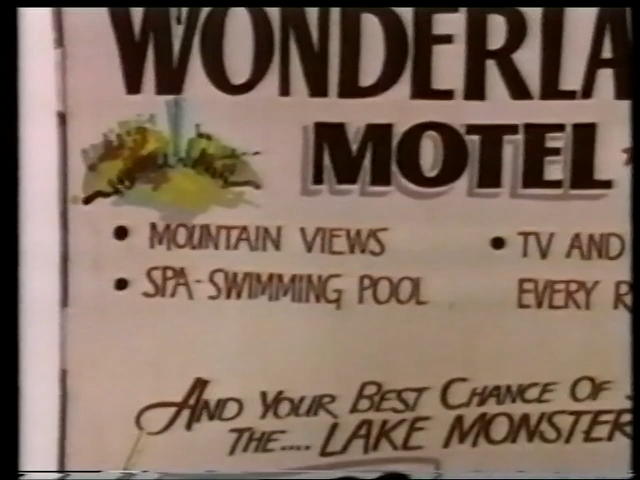 WONDERLA
MOTEL
• MOUNTAIN VIEWS
• SPA-SWIMMING POOL
• TV AND
EVERY R
AND YOUR BEST CHANCE OF
THE.... LAKE MONSTER